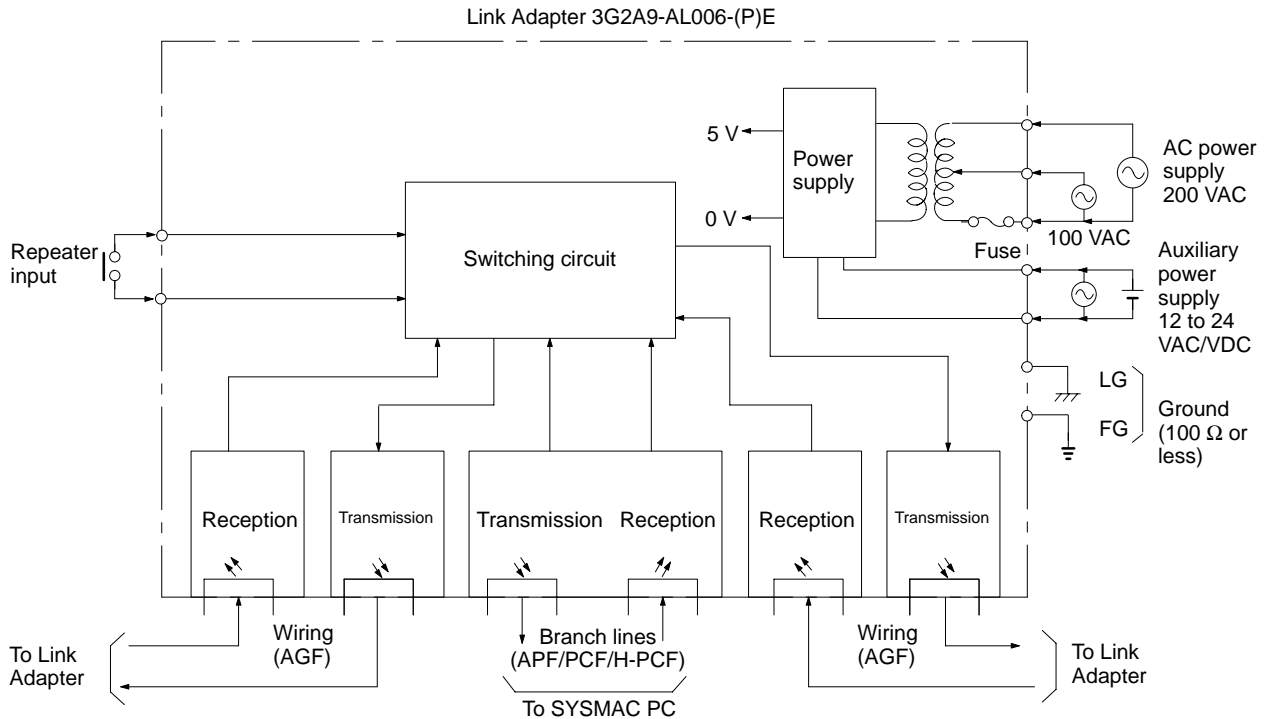 Link Adapter 3G2A9-AL006-(P)E
5 V
0 V
Power
supply
AC power
supply
200 VAC
100 VAC
Fuse
Auxiliary
power
supply
12 to 24
VAC/VDC
Repeater
input
Switching circuit
LG
FG
Ground
(100 Ω or
less)
Reception
Transmission
Transmission
Reception
Reception
Transmission
To Link
Adapter
Wiring
(AGF)
Branch lines
(APF/PCF/H-PCF)
To SYSMAC PC
Wiring
(AGF)
To Link
Adapter